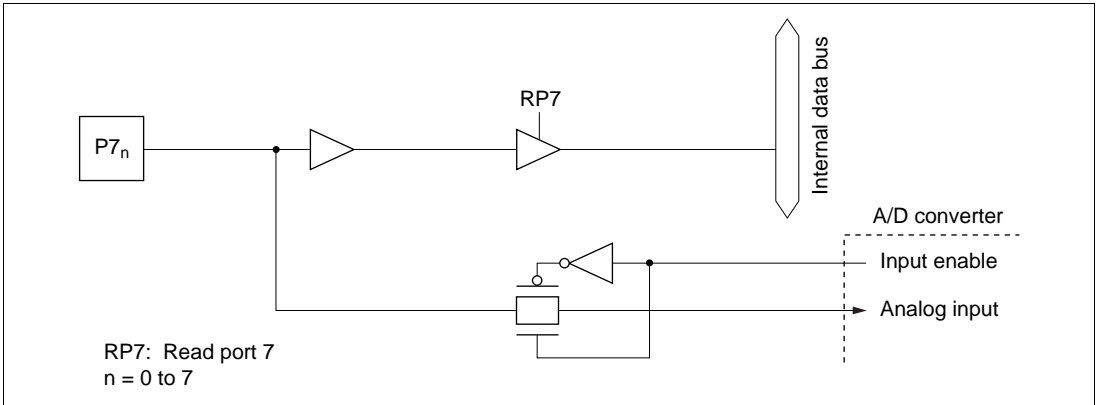 RP7
P7n
Internal data bus
A/D converter
Input enable
Analog input
RP7: Read port 7
n = 0 to 7